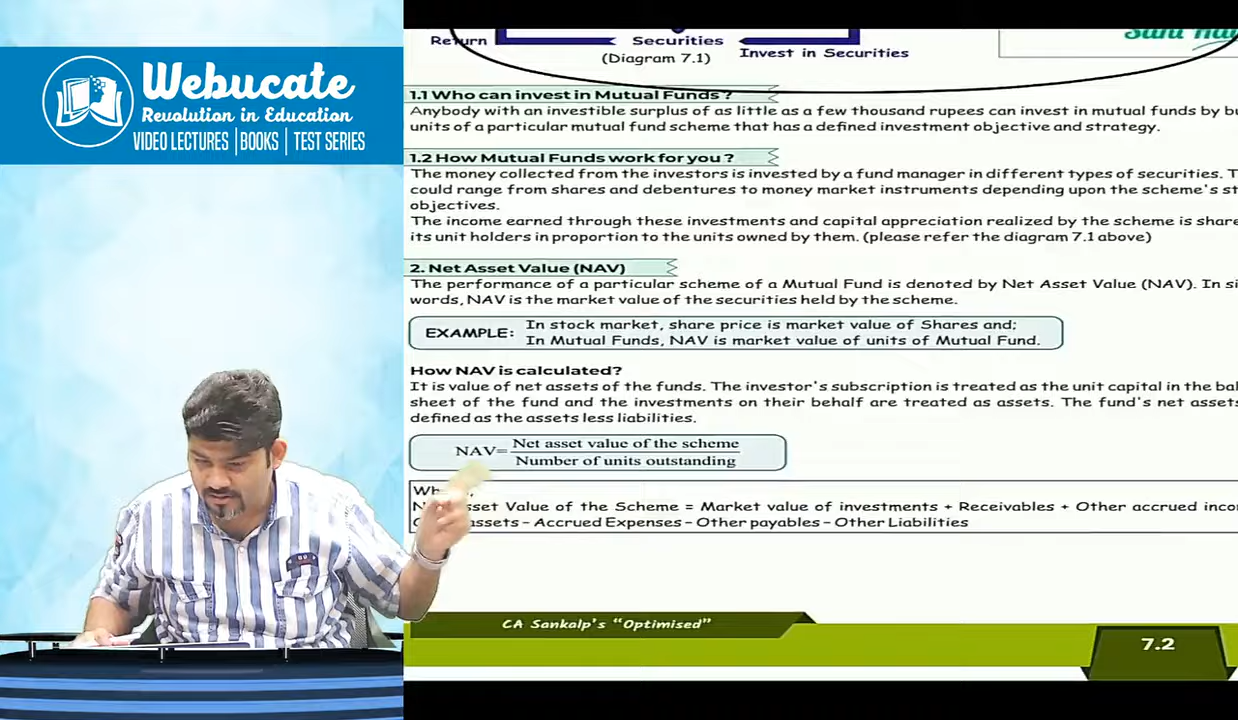 Webucate
Revolution in Education
VIDEO LECTURES | BOOKS | TEST SERIES
Return
Securities
Invest in Securities
(Diagram 7.1)
1.1 Who can invest in Mutual Funds ?
Anybody with an investible surplus of as little as a few thousand rupees can invest in mutual funds by
units of a particular mutual fund scheme that has a defined investment objective and strategy.
1.2 How Mutual Funds work for you ?
The money collected from the investors is invested by a fund manager in different types of securities.
could range from shares and debentures to money market instruments depending upon the scheme's
objectives.
The income earned through these investments and capital appreciation realized by the scheme is
its unit holders in proportion to the units owned by them. (please refer the diagram 7.1 above)
2. Net Asset Value (NAV)
The performance of a particular scheme of a Mutual Fund is denoted by Net Asset Value (NAV). In
words, NAV is the market value of the securities held by the scheme.
EXAMPLE: In stock market, share price is market value of Shares and;
In Mutual Funds, NAV is market value of units of Mutual Fund.
How NAV is calculated?
It is value of net assets of the funds. The investor's subscription is treated as the unit capital in the
sheet of the fund and the investments on their behalf are treated as assets. The fund's net
defined as the assets less liabilities.
NAV= Net asset value of the scheme
Number of units outstanding
Asset Value of the Scheme = Market value of investments + Receivables + Other accrued
assets – Accrued Expenses – Other payables – Other Liabilities
CA Sankalp's "Optimised"
7.2